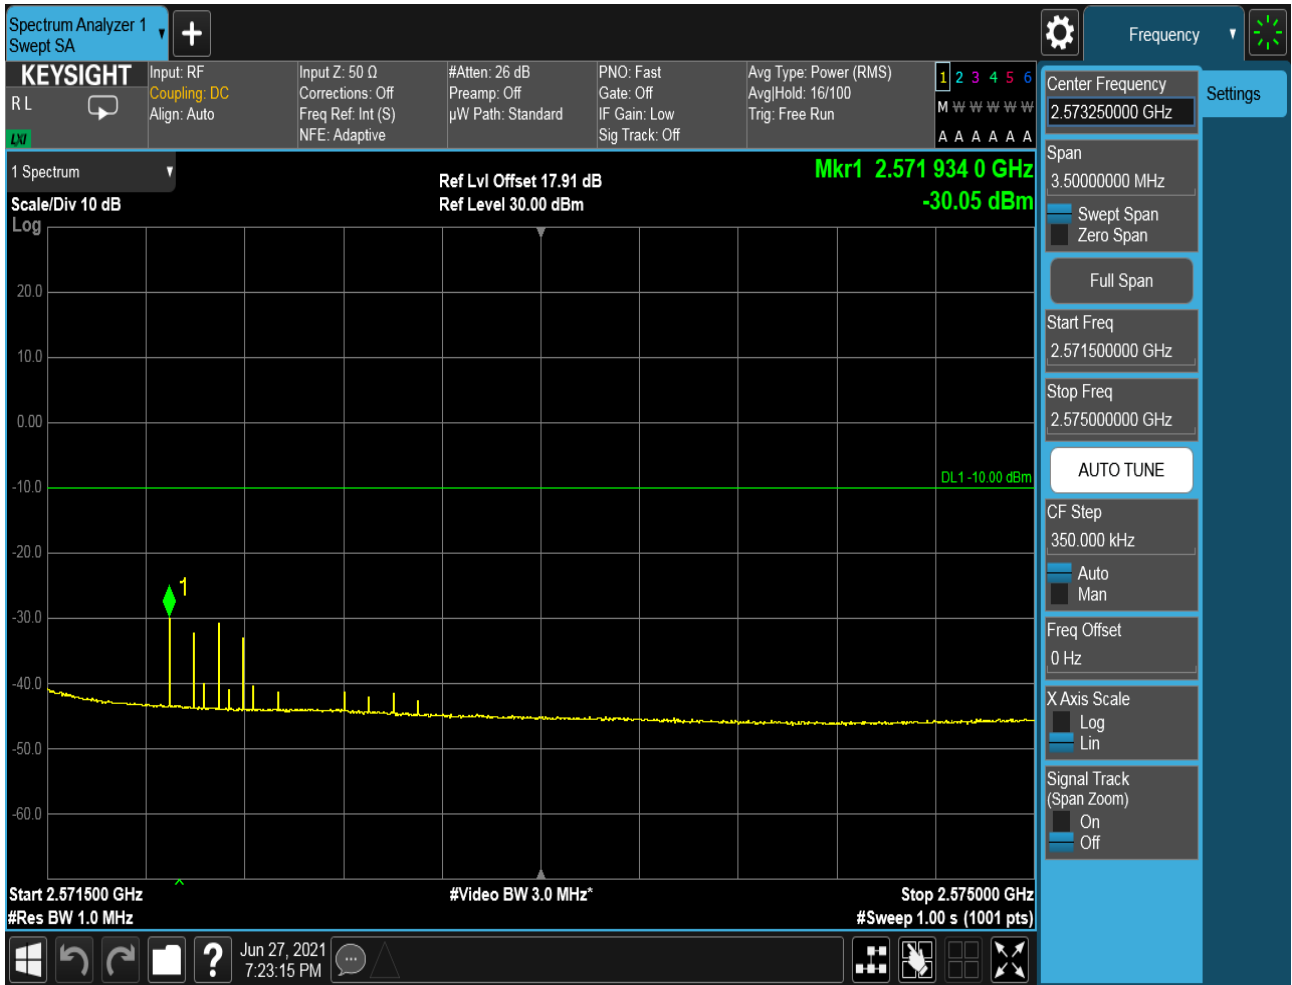 Spectrum Analyzer 1
Swept SA
Frequency
KEYSIGHT
R L
LXI
Input: RF
Coupling: DC
Align: Auto
Input Z: 50 Ω
Corrections: Off
Freq Ref: Int (S)
NFE: Adaptive
#Atten: 26 dB
Preamp: Off
µW Path: Standard
PNO: Fast
Gate: Off
IF Gain: Low
Sig Track: Off
Avg Type: Power (RMS)
Avg|Hold: 16/100
Trig: Free Run
1 2 3 4 5 6
M W W W W W
A A A A A A
1 Spectrum
Scale/Div 10 dB
Log
Ref Lvl Offset 17.91 dB
Ref Level 30.00 dBm
Mkr1 2.571 934 0 GHz
-30.05 dBm
20.0
10.0
0.00
-10.0
-20.0
-30.0
-40.0
-50.0
-60.0
DL1 -10.00 dBm
1
Start 2.571500 GHz
#Res BW 1.0 MHz
#Video BW 3.0 MHz*
Stop 2.575000 GHz
#Sweep 1.00 s (1001 pts)
Jun 27, 2021
7:23:15 PM
?
Center Frequency
2.573250000 GHz
Settings
Span
3.50000000 MHz
Swept Span
Zero Span
Full Span
Start Freq
2.571500000 GHz
Stop Freq
2.575000000 GHz
AUTO TUNE
CF Step
350.000 kHz
Auto
Man
Freq Offset
0 Hz
X Axis Scale
Log
Lin
Signal Track
(Span Zoom)
On
Off